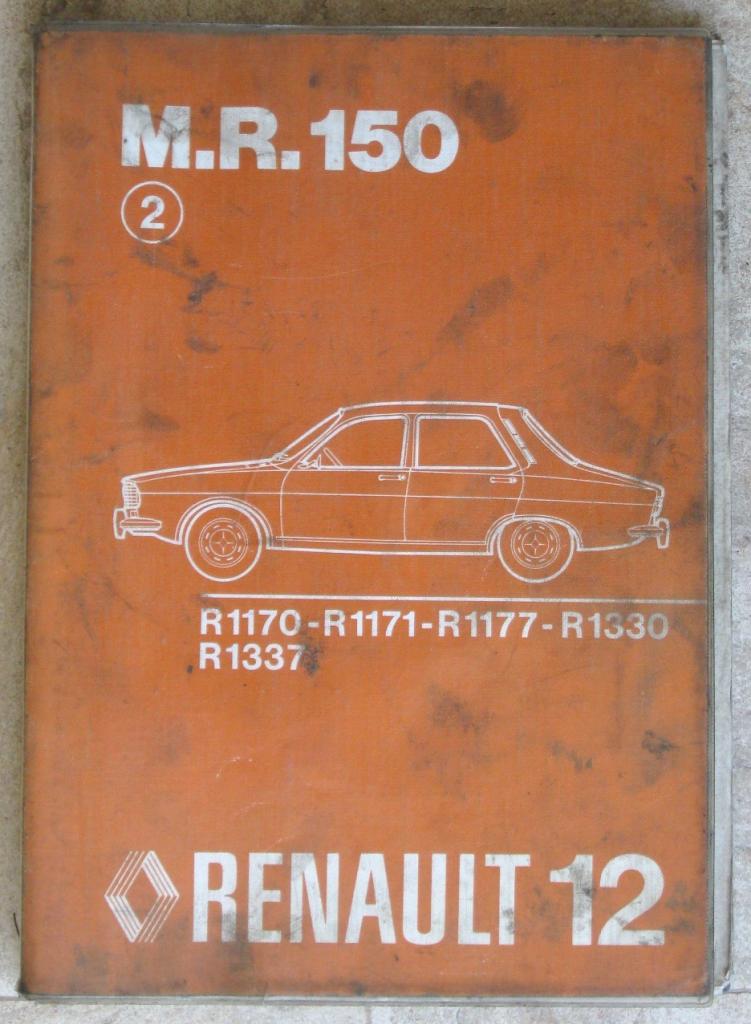 M.R. 150
2
R1170-R1171-R1177-R1330
R1337
RENAULT 12